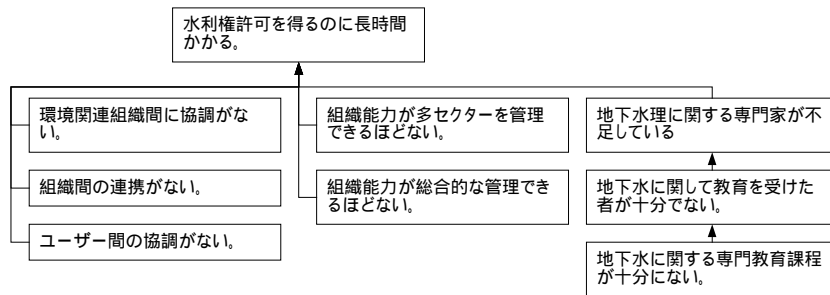 水利権許可を得るのに長時間
かかる。
環境関連組織間に協調がな
い。
組織間の連携がない。
ユーザー間の協調がない。
組織能力が多セクターを管理
できるほどない。
組織能力が総合的な管理でき
るほどない。
地下水理に関する専門家が不
足している
地下水に関して教育を受けた
者が十分でない。
地下水に関する専門教育課程
が十分にない。